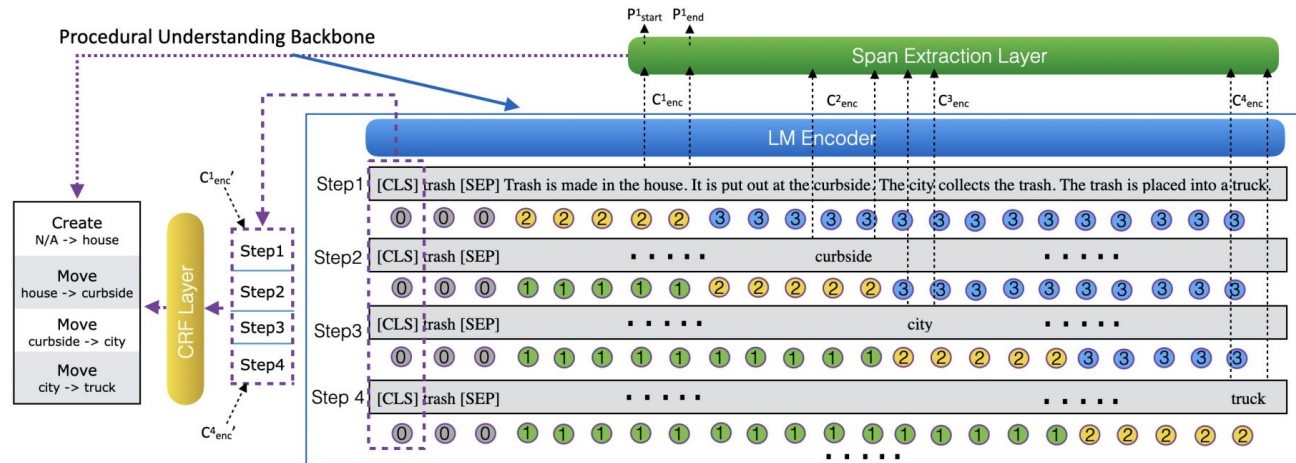 P¹start P¹end
Procedural Understanding Backbone
Span Extraction Layer
C¹enc C²enc C³enc C⁴enc
LM Encoder
Step1 [CLS] trash [SEP] Trash is made in the house. It is put out at the curbside. The city collects the trash. The trash is placed into a truck.
0 0 0 2 2 2 2 2 3 3 3 3 3 3 3 3 3 3 3 3 3 3 3
Step2 [CLS] trash [SEP] ..... curbside .....
0 0 0 1 1 1 1 1 2 2 2 2 2 3 3 3 3 3 3 3 3 3 3
Step3 [CLS] trash [SEP] ..... city .....
0 0 0 1 1 1 1 1 1 1 1 1 1 2 2 2 2 2 3 3 3 3 3
Step 4 [CLS] trash [SEP] ..... ..... truck
0 0 0 1 1 1 1 1 1 1 1 1 1 1 1 1 1 1 2 2 2 2 2
.....
C¹enc′
Step1
Step2
Step3
Step4
C⁴enc′
CRF Layer
Create
N/A -> house
Move
house -> curbside
Move
curbside -> city
Move
city -> truck